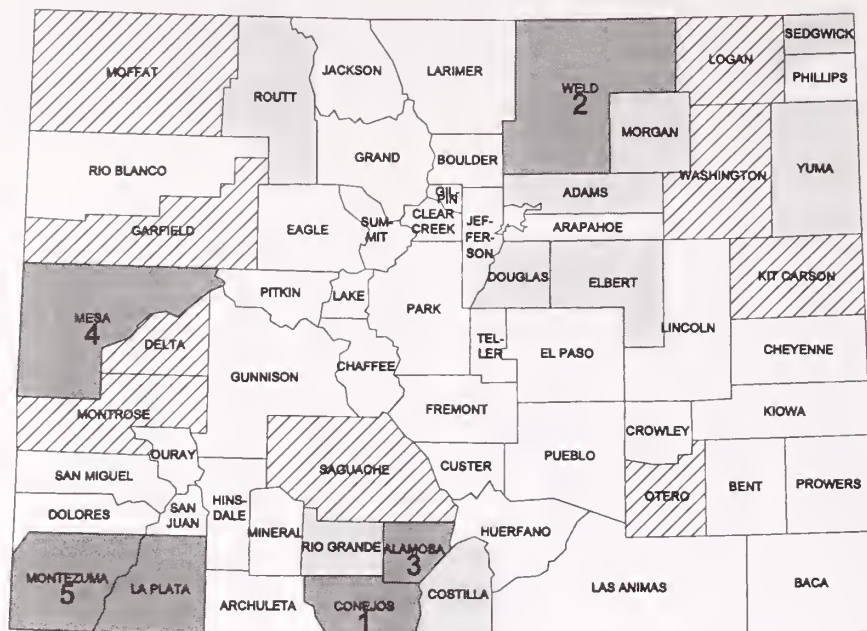 MOFFAT
ROUTT
JACKSON
LARIMER
WELD
2
LOGAN
SEDGWICK
PHILLIPS
MORGAN
RIO BLANCO
GRAND
BOULDER
WASHINGTON
YUMA
GIL-
PIN
ADAMS
GARFIELD
EAGLE
SUM-
MIT
CLEAR
CREEK
JEF-
FER-
SON
ARAPAHOE
DOUGLAS
ELBERT
KIT CARSON
MESA
4
PITKIN
LAKE
PARK
LINCOLN
DELTA
GUNNISON
CHAFFEE
TEL-
LER
EL PASO
CHEYENNE
MONTROSE
FREMONT
KIOWA
OURAY
SAGUACHE
CUSTER
PUEBLO
CROWLEY
SAN MIGUEL
HINS-
DALE
OTERO
BENT
PROWERS
DOLORES
SAN
JUAN
MINERAL
RIO GRANDE
ALAMOSA
3
HUERFANO
MONTEZUMA
5
LA PLATA
ARCHULETA
CONEJOS
1
COSTILLA
LAS ANIMAS
BACA